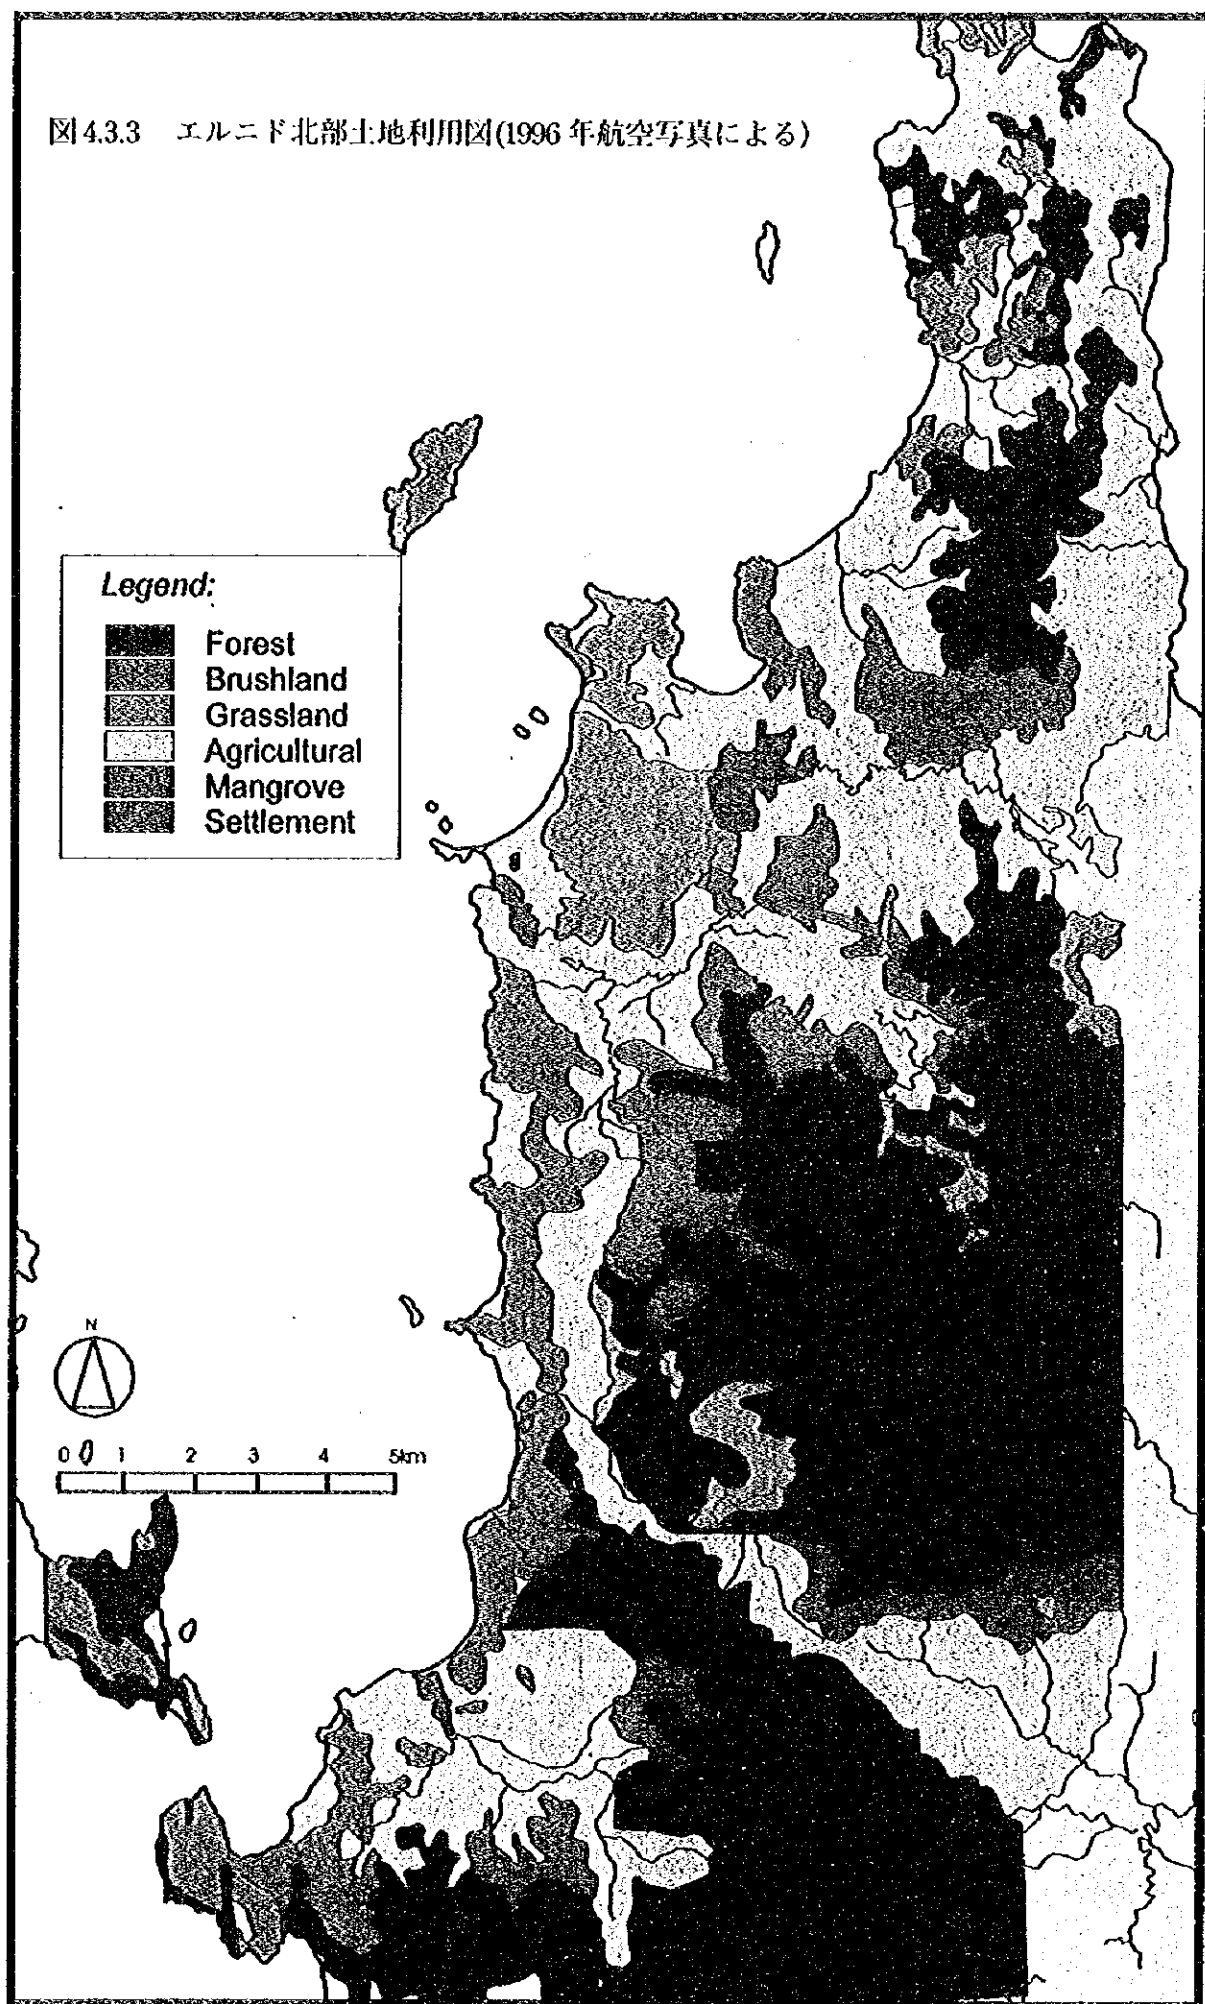 図4.3.3 エルニド北部土地利用図(1996年航空写真による)
Legend:
Forest
Brushland
Grassland
Agricultural
Mangrove
Settlement
N
0 1 2 3 4 5km